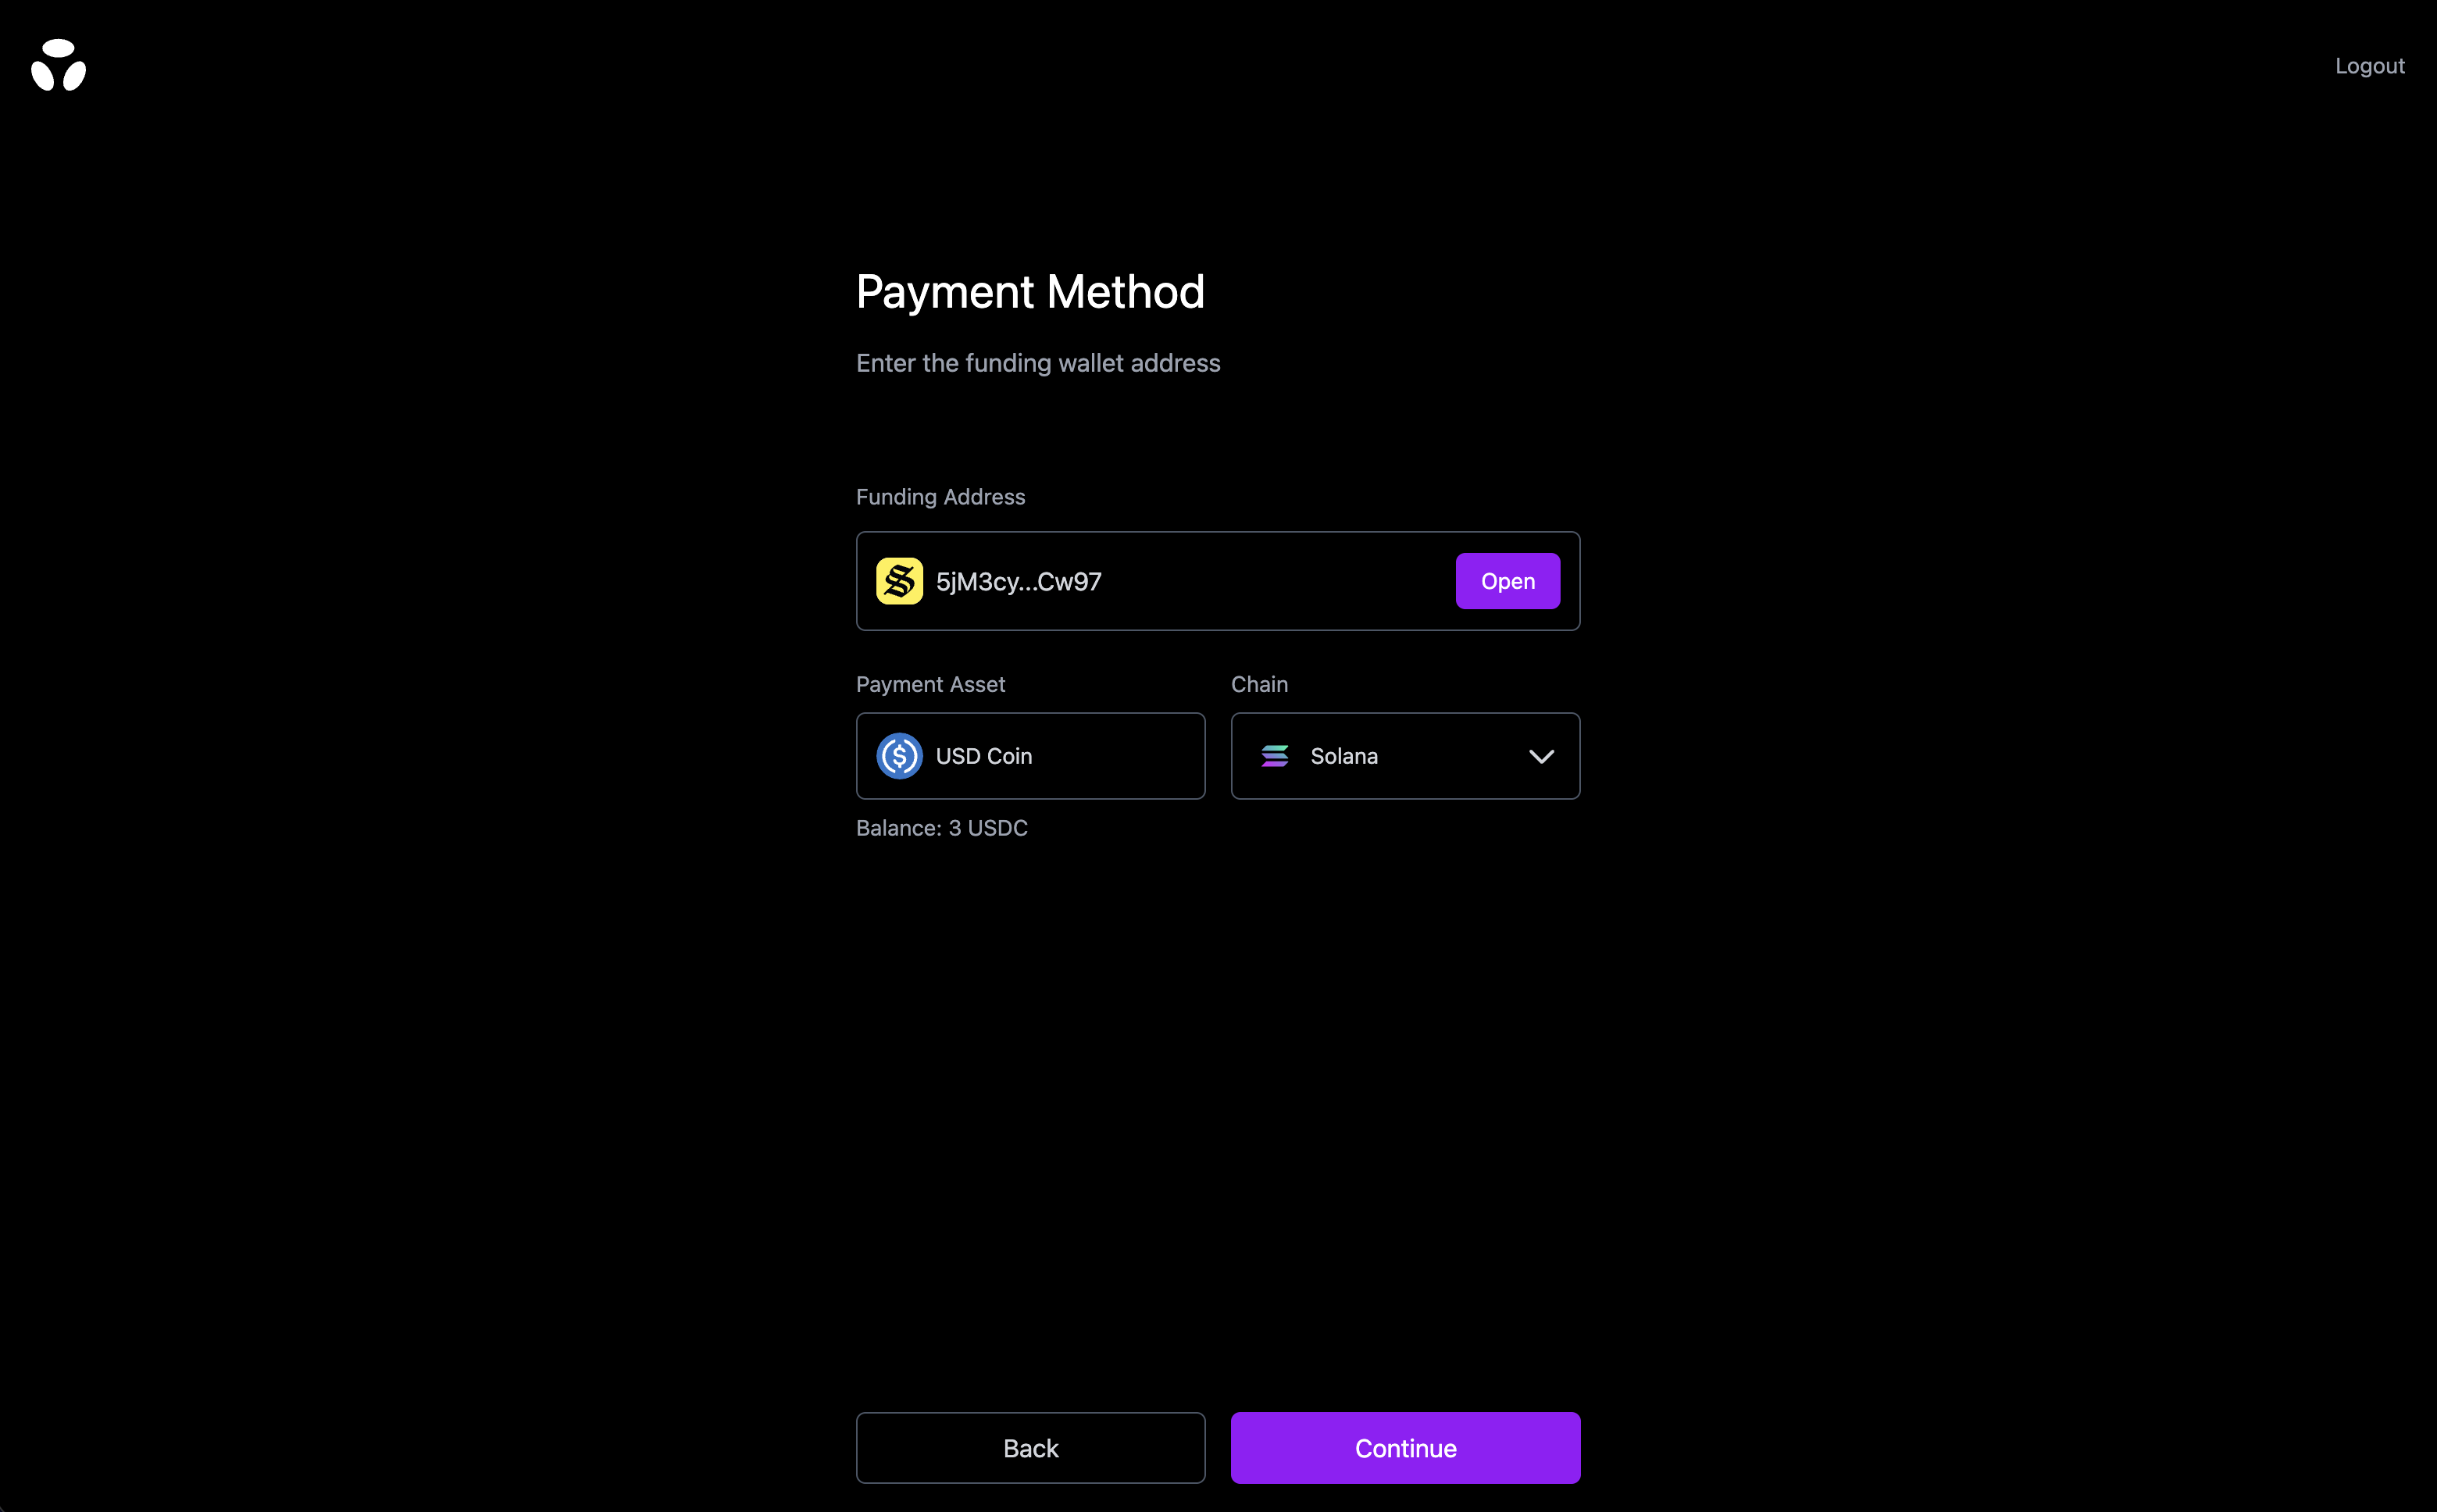 Logout
Payment Method
Enter the funding wallet address
Funding Address
5jM3cy...Cw97
Open
Payment Asset
Chain
USD Coin
Solana
Balance: 3 USDC
Back
Continue